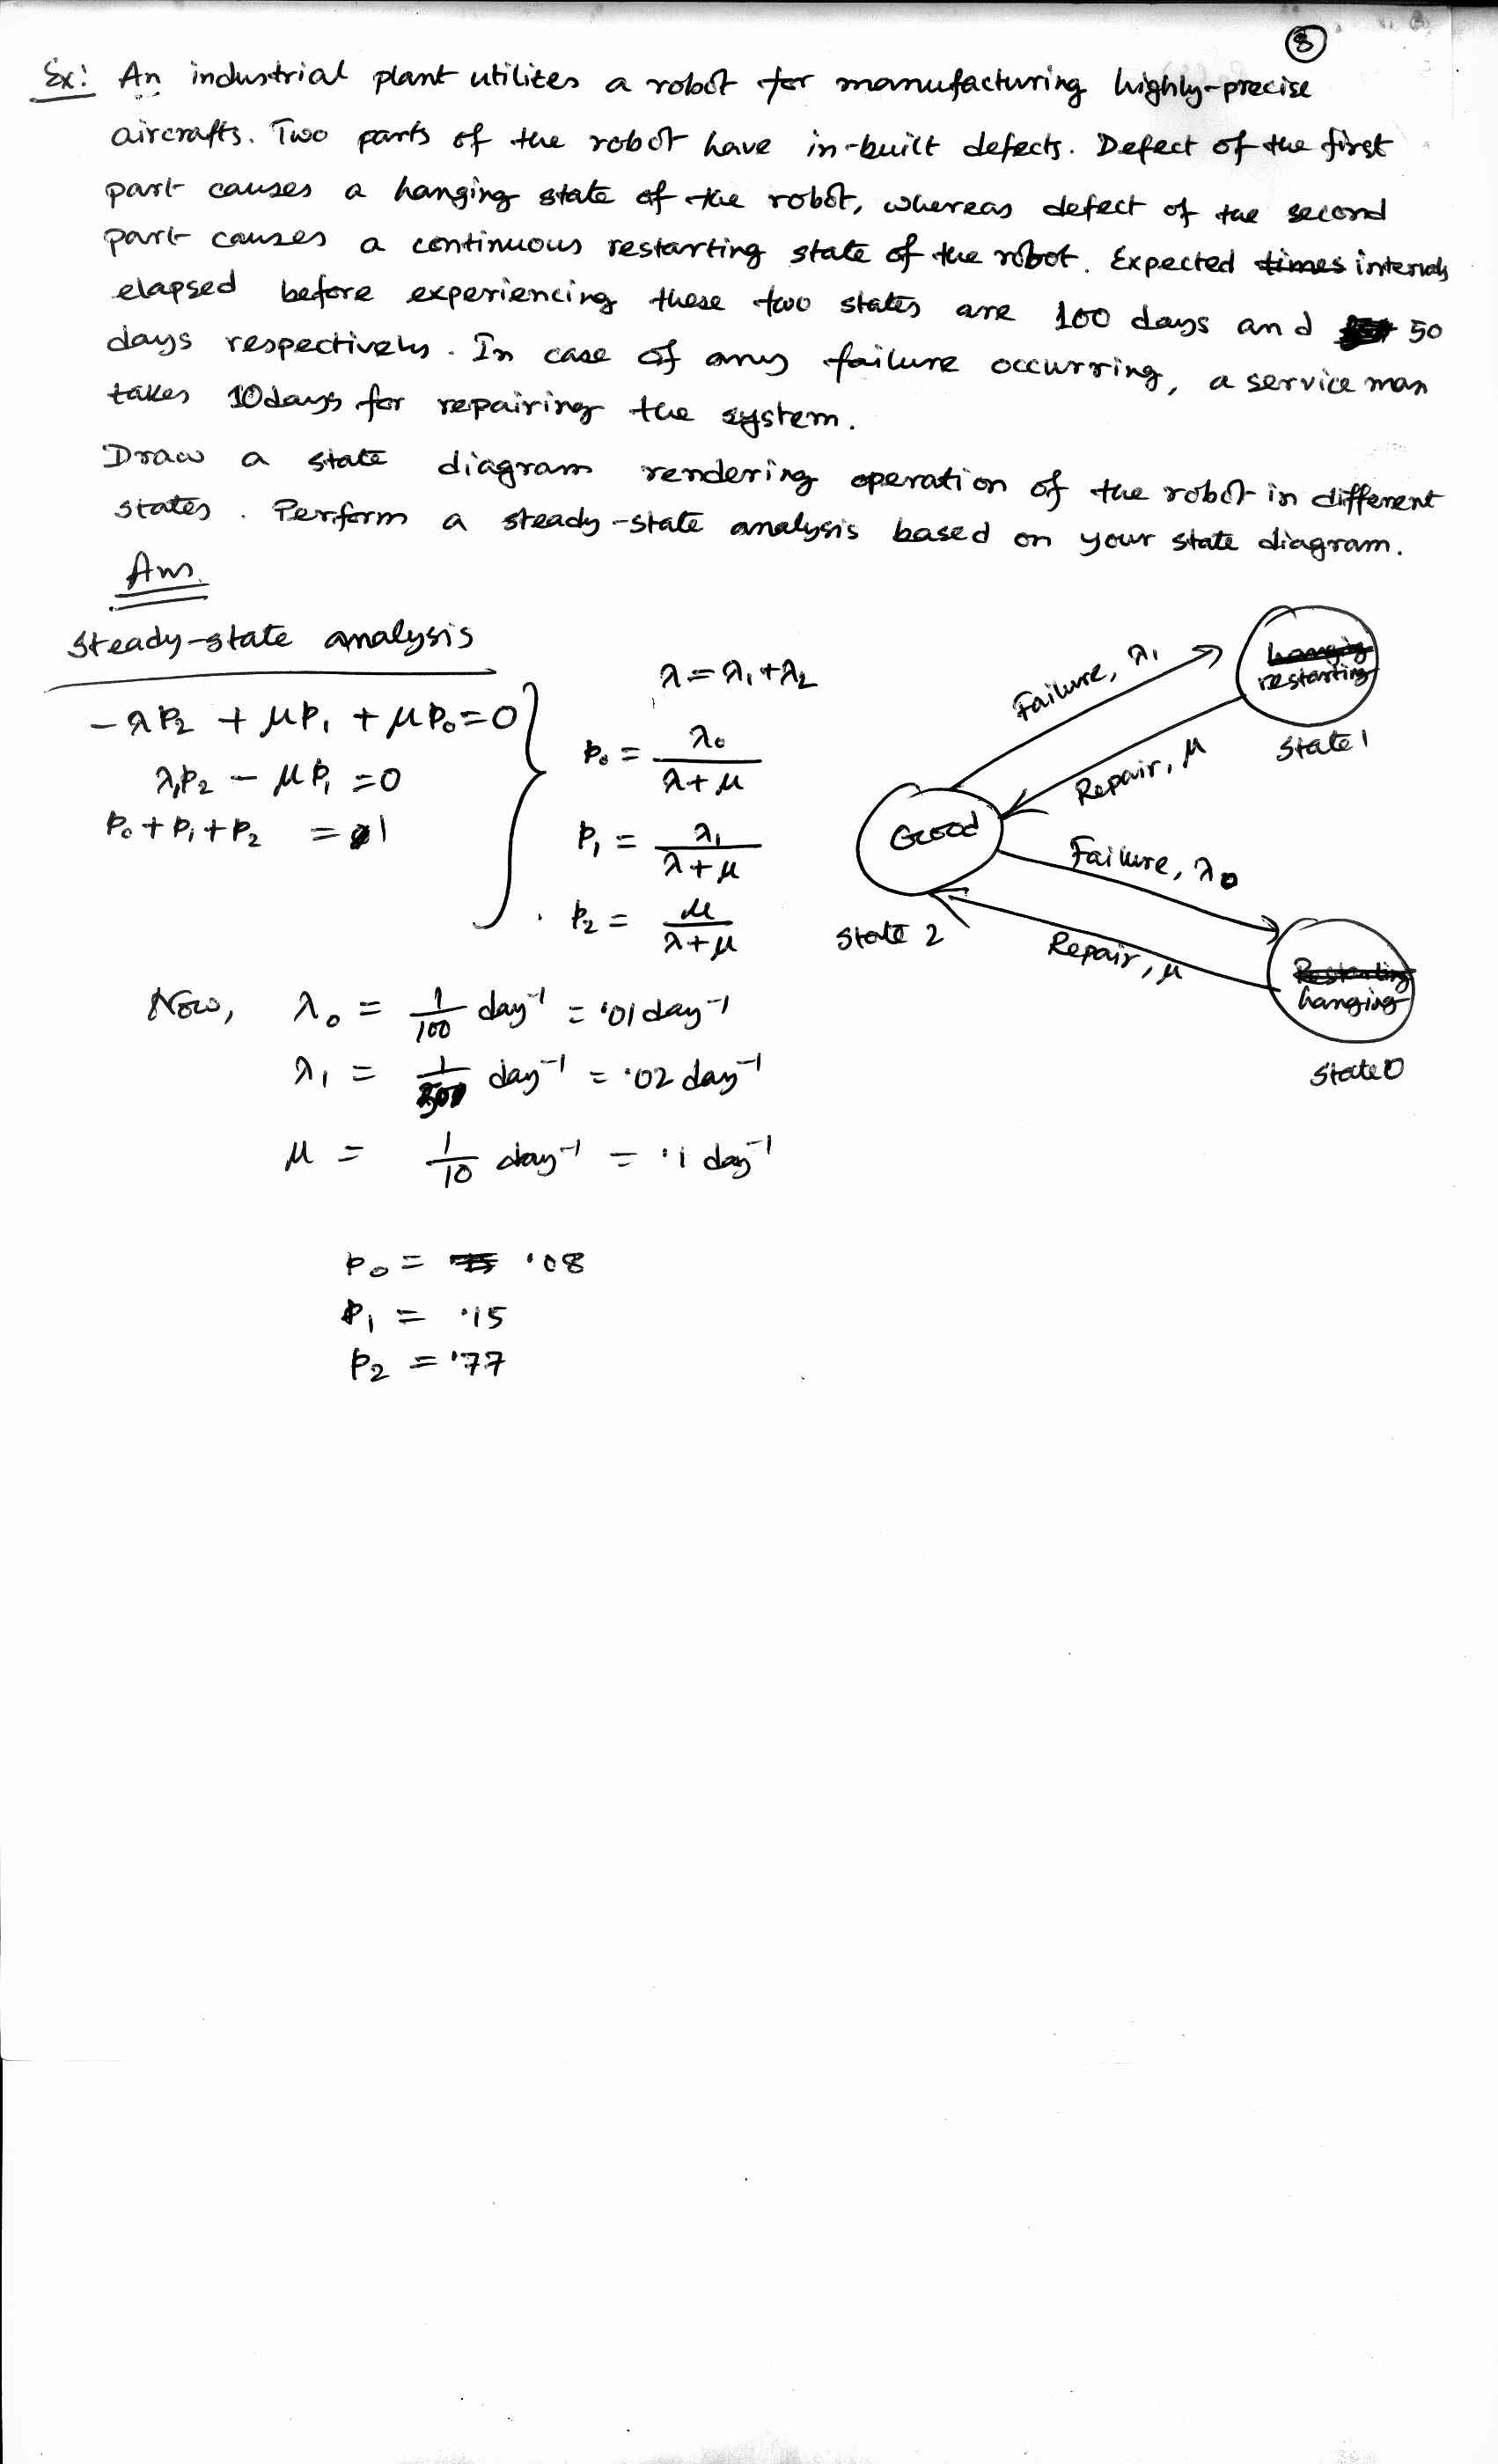 8
Ex: An industrial plant utilizes a robot for manufacturing highly-precise
aircrafts. Two parts of the robot have in-built defects. Defect of the first
part causes a hanging state of the robot, whereas defect of the second
part causes a continuous restarting state of the robot. Expected times intervals
elapsed before experiencing these two states are 100 days and 50
days respectively. In case of any failure occurring, a service man
takes 10 days for repairing the system.
Draw a state diagram rendering operation of the robot in different
states. Perform a steady-state analysis based on your state diagram.
Ans.
Steady-state analysis
-λP₂ + μP₁ + μP₀ = 0
λ₁P₂ - μP₁ = 0
P₀ + P₁ + P₂ = 1
λ = λ₁ + λ₂
P₀ = λ₀/(λ+μ)
P₁ = λ₁/(λ+μ)
P₂ = μ/(λ+μ)
Failure, λ₁
hanging
restarting
State 1
Repair, μ
Good
State 2
Failure, λ₀
Repair, μ
Restarting
hanging
State 0
Now, λ₀ = 1/100 day⁻¹ = .01 day⁻¹
λ₁ = 1/50 day⁻¹ = .02 day⁻¹
μ = 1/10 day⁻¹ = .1 day⁻¹
P₀ = .08
P₁ = .15
P₂ = .77